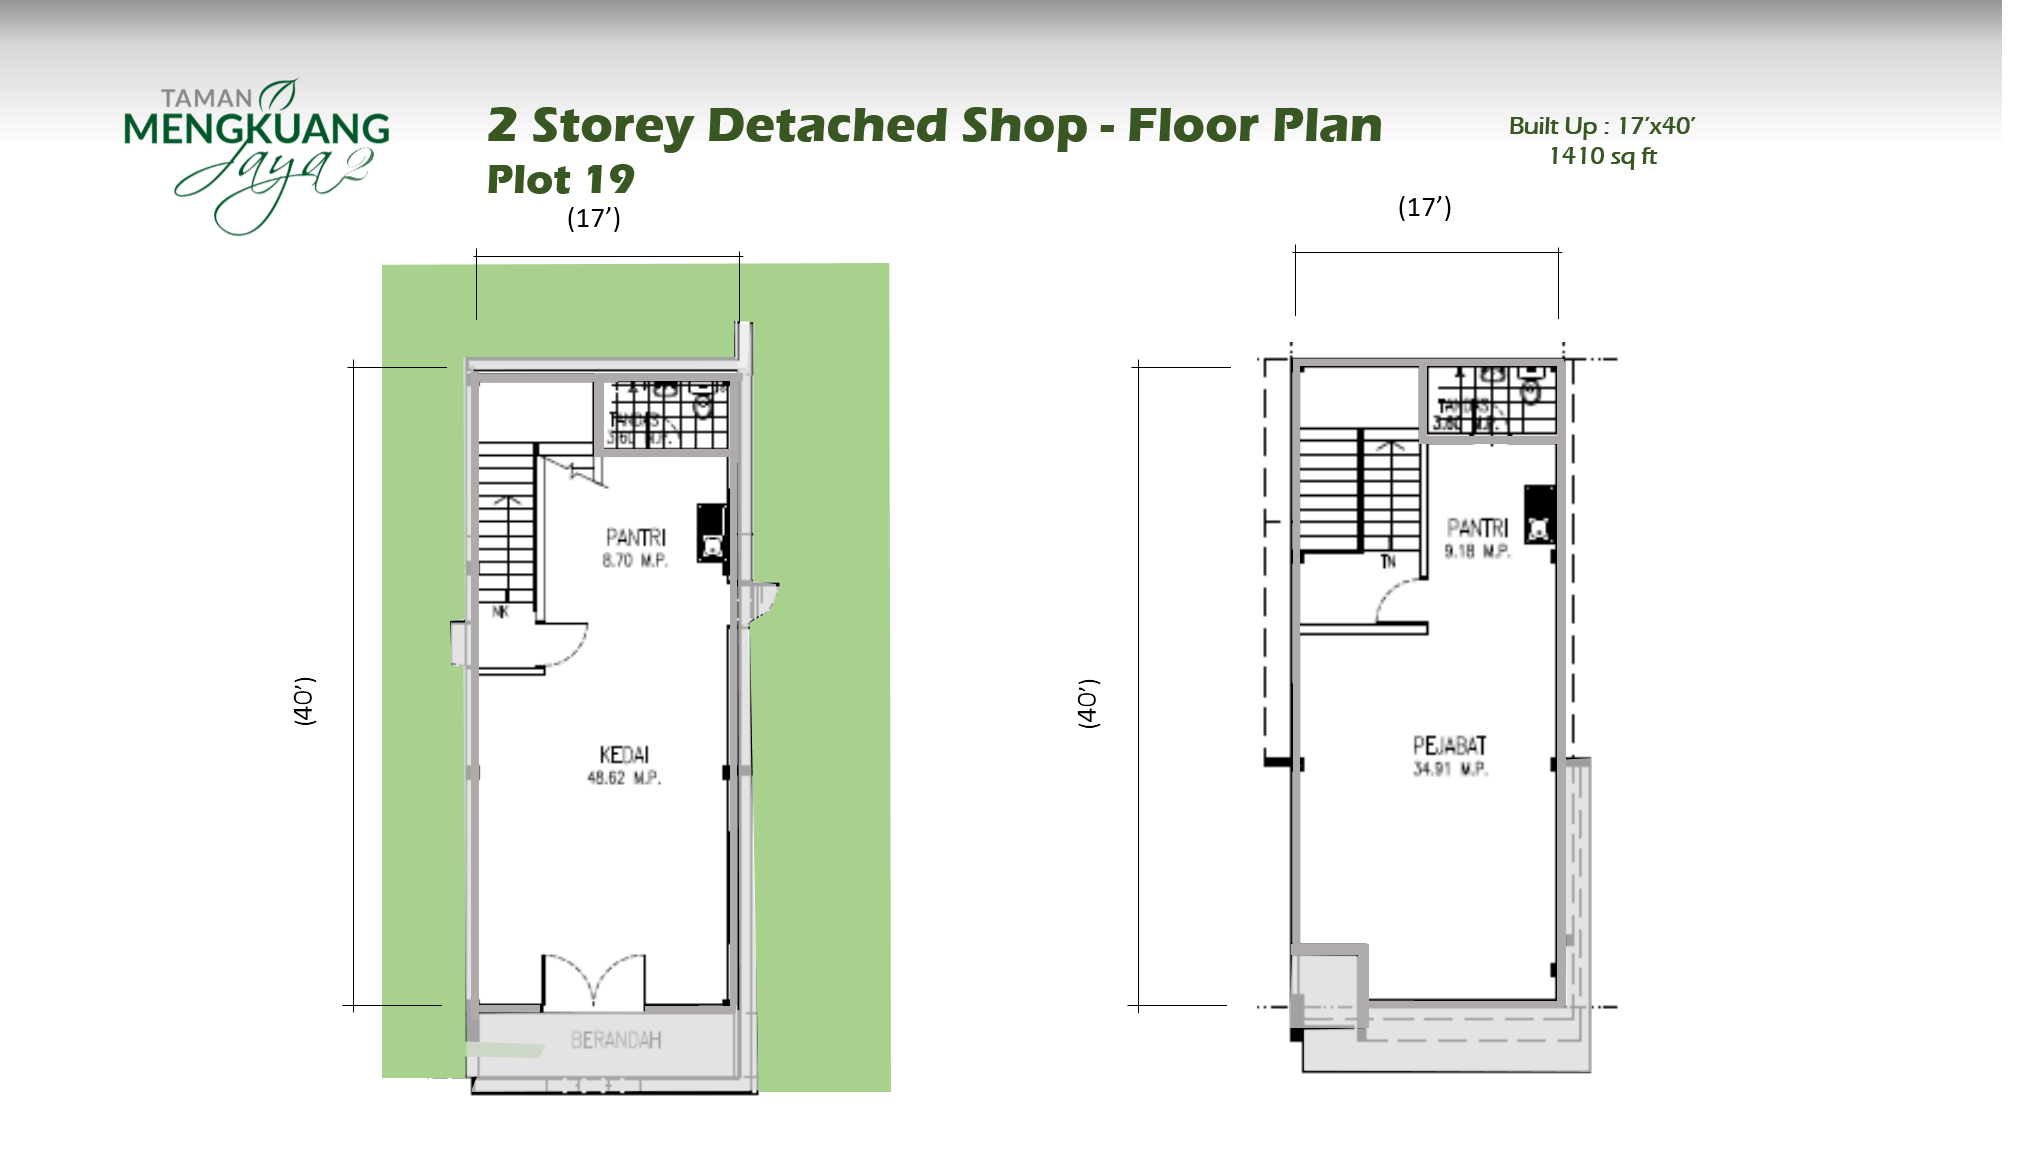 TAMAN
MENGKUANG
Jaya 2
2 Storey Detached Shop - Floor Plan
Plot 19
Built Up : 17’x40’
1410 sq ft
(17’)
(17’)
TANDAS
3.60 M.P.
PANTRI
8.70 M.P.
NK
(40’)
KEDAI
48.62 M.P.
BERANDAH
TANDAS
3.60 M.P.
PANTRI
9.18 M.P.
TN
(40’)
PEJABAT
34.91 M.P.